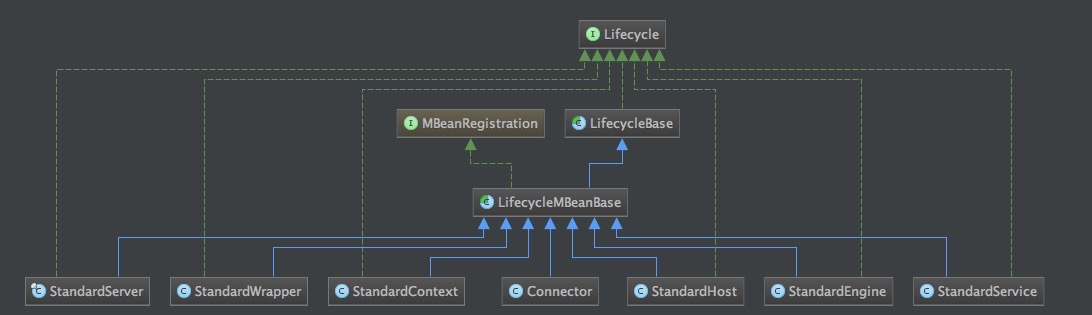 I Lifecycle
I MBeanRegistration
C LifecycleBase
C LifecycleMBeanBase
C StandardServer
C StandardWrapper
C StandardContext
C Connector
C StandardHost
C StandardEngine
C StandardService